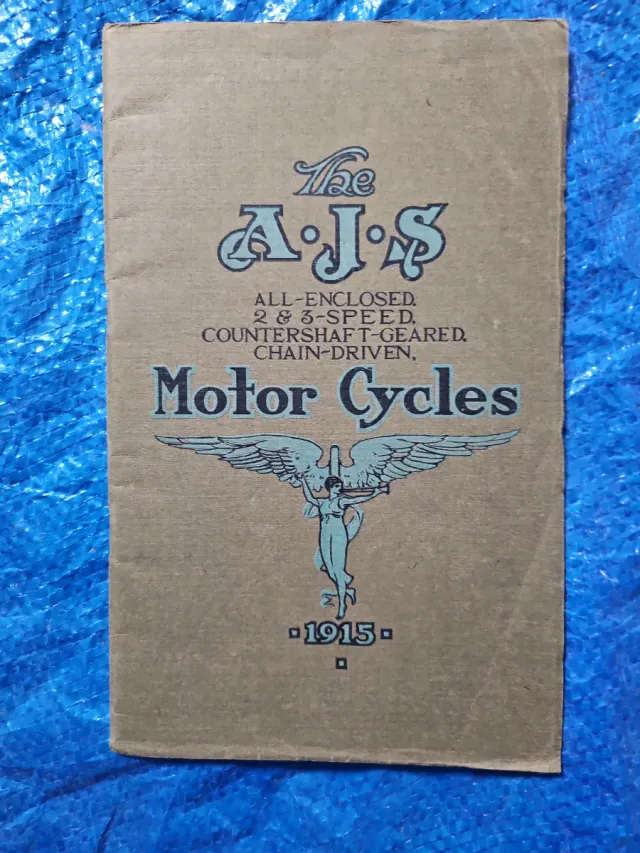 The
A·J·S
ALL-ENCLOSED,
2 & 3-SPEED,
COUNTERSHAFT-GEARED,
CHAIN-DRIVEN,
Motor Cycles
·1915·